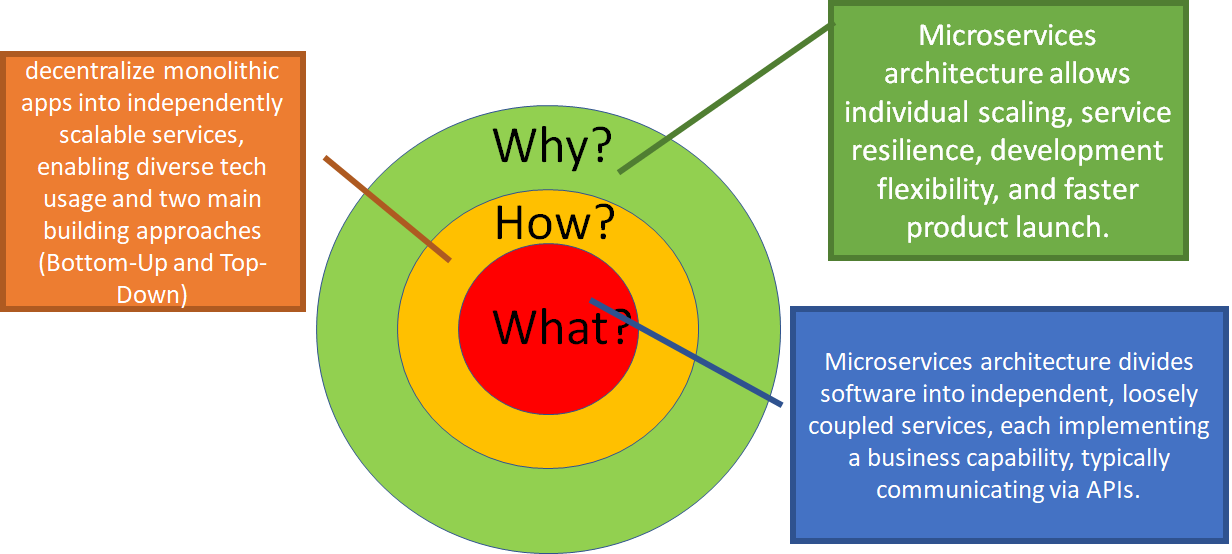 decentralize monolithic
apps into independently
scalable services,
enabling diverse tech
usage and two main
building approaches
(Bottom-Up and Top-
Down)
Why?
How?
What?
Microservices
architecture allows
individual scaling, service
resilience, development
flexibility, and faster
product launch.
Microservices architecture divides
software into independent, loosely
coupled services, each implementing
a business capability, typically
communicating via APIs.